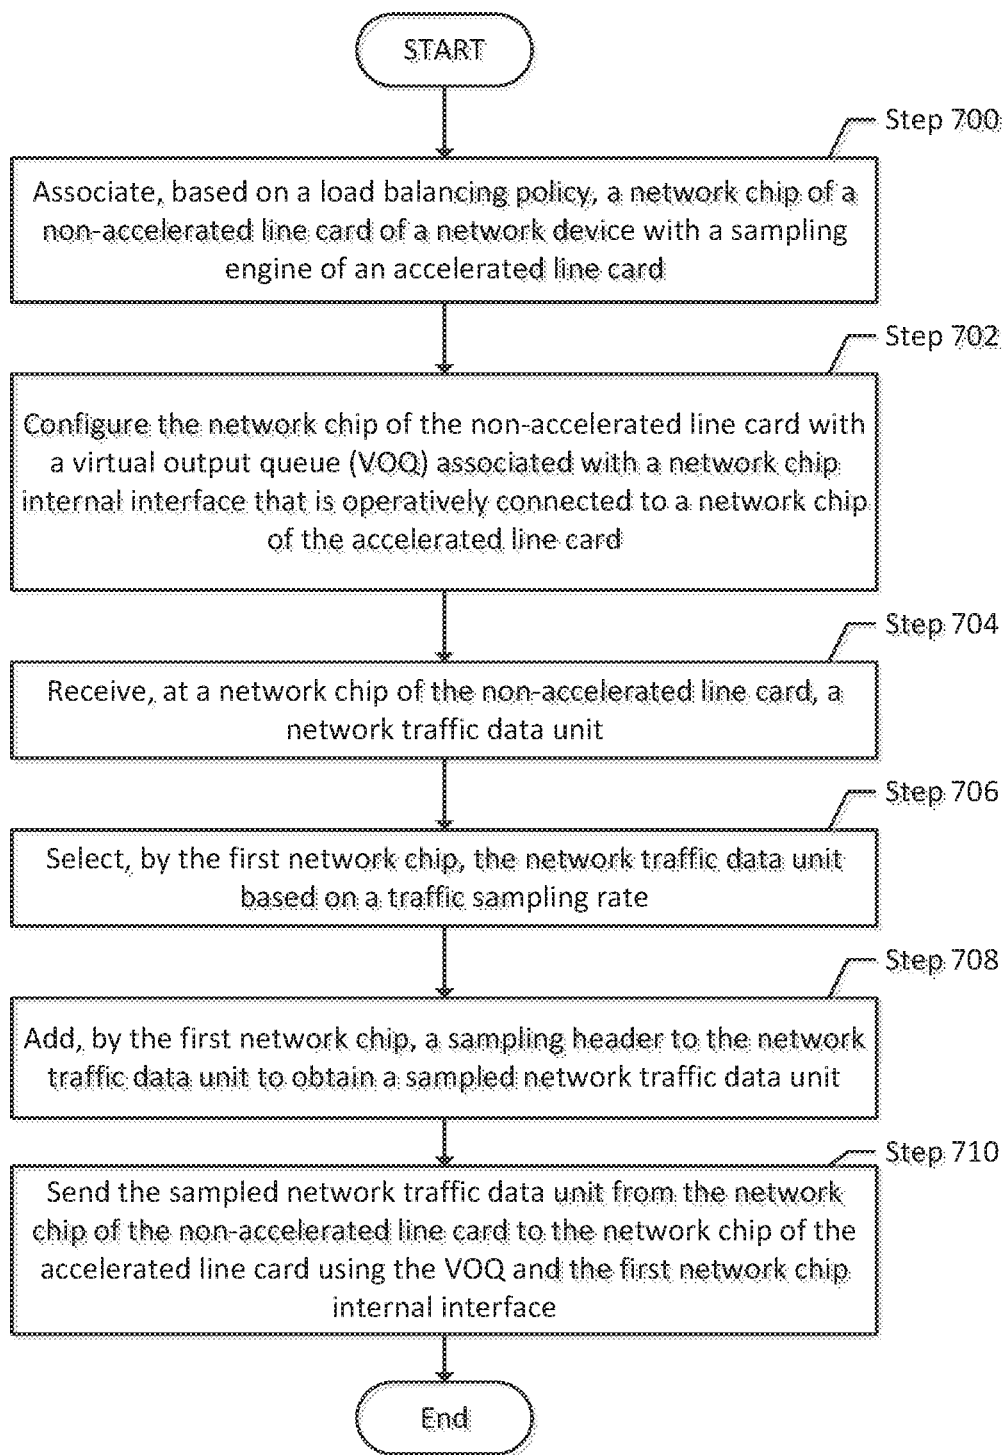 START
Step 700
Associate, based on a load balancing policy, a network chip of a
non-accelerated line card of a network device with a sampling
engine of an accelerated line card
Step 702
Configure the network chip of the non-accelerated line card with
a virtual output queue (VOQ) associated with a network chip
internal interface that is operatively connected to a network chip
of the accelerated line card
Step 704
Receive, at a network chip of the non-accelerated line card, a
network traffic data unit
Step 706
Select, by the first network chip, the network traffic data unit
based on a traffic sampling rate
Step 708
Add, by the first network chip, a sampling header to the network
traffic data unit to obtain a sampled network traffic data unit
Step 710
Send the sampled network traffic data unit from the network
chip of the non-accelerated line card to the network chip of the
accelerated line card using the VOQ and the first network chip
internal interface
End